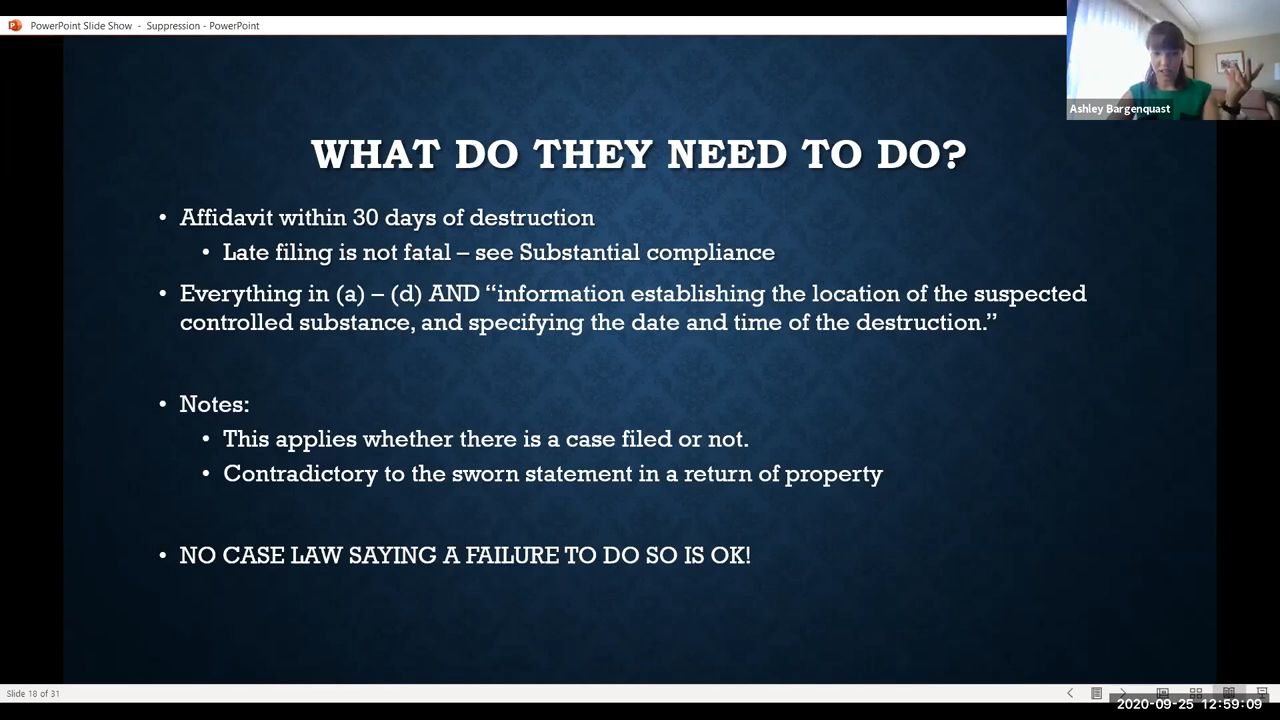 PowerPoint Slide Show - Suppression - PowerPoint
Ashley Bargenquast
WHAT DO THEY NEED TO DO?
• Affidavit within 30 days of destruction
• Late filing is not fatal – see Substantial compliance
• Everything in (a) – (d) AND “information establishing the location of the suspected
controlled substance, and specifying the date and time of the destruction.”
• Notes:
• This applies whether there is a case filed or not.
• Contradictory to the sworn statement in a return of property
• NO CASE LAW SAYING A FAILURE TO DO SO IS OK!
Slide 18 of 31
2020-09-25 12:59:09